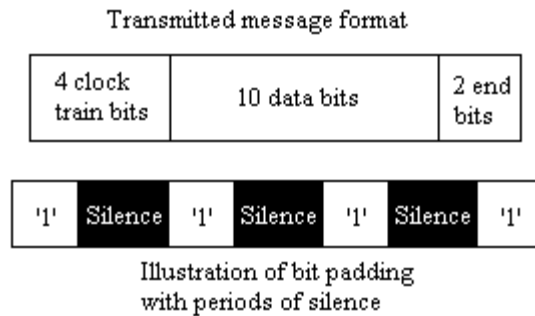 Transmitted message format
4 clock
train bits
10 data bits
2 end
bits
'1' Silence '1' Silence '1' Silence '1'
Illustration of bit padding
with periods of silence